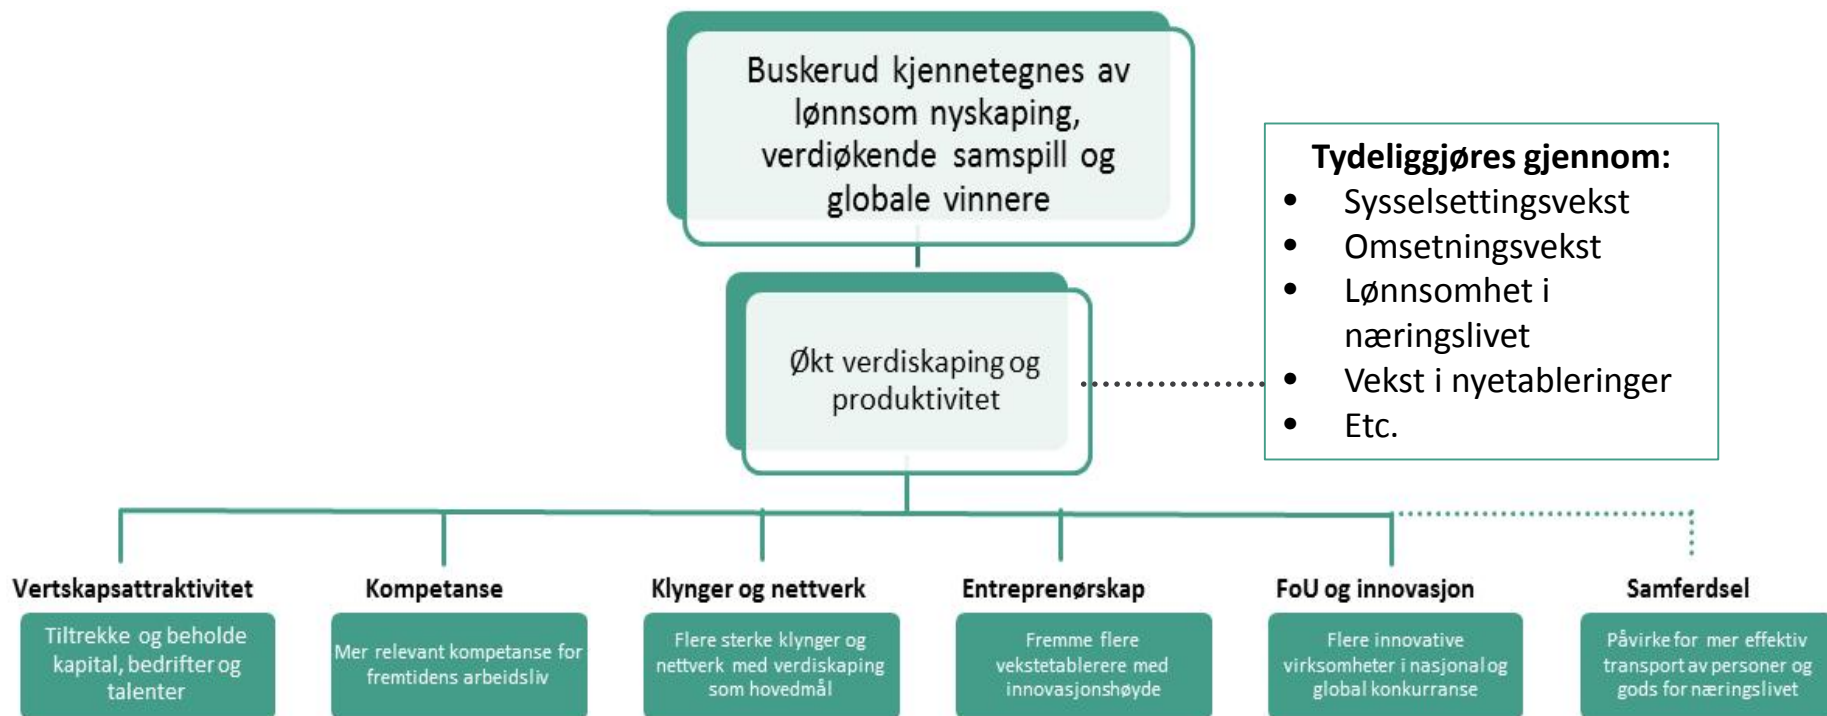 Buskerud kjennetegnes av
lønnsom nyskaping,
verdiøkende samspill og
globale vinnere
Tydeliggjøres gjennom:
• Sysselsettingsvekst
• Omsetningsvekst
• Lønnsomhet i
næringslivet
• Vekst i nyetableringer
• Etc.
Økt verdiskaping og
produktivitet
Vertskapsattraktivitet
Tiltrekke og beholde
kapital, bedrifter og
talenter
Kompetanse
Mer relevant kompetanse for
fremtidens arbeidsliv
Klynger og nettverk
Flere sterke klynger og
nettverk med verdiskaping
som hovedmål
Entreprenørskap
Fremme flere
vekstetablerere med
innovasjonshøyde
FoU og innovasjon
Flere innovative
virksomheter i nasjonal og
global konkurranse
Samferdsel
Påvirke for mer effektiv
transport av personer og
gods for næringslivet